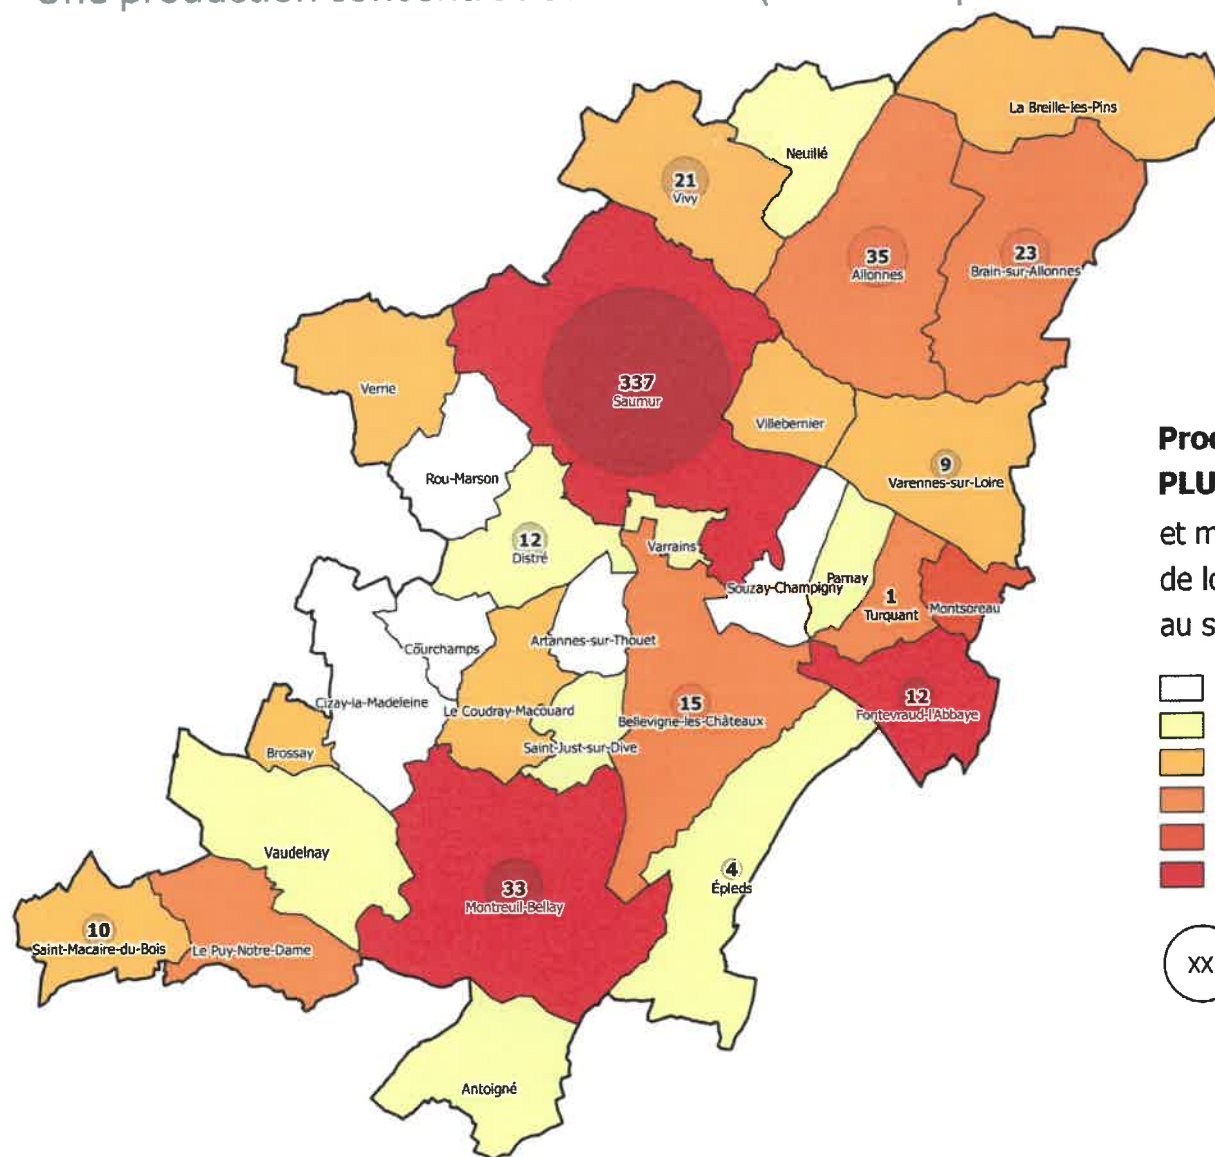 Une production
La Breille-les-Pins
Neuillé
21
Vivy
35
Allonnes
23
Brain-sur-Allonnes
337
Saumur
Verrie
Villebernier
Rou-Marson
9
Varennes-sur-Loire
12
Distré
Varrains
Souzay-Champigny
Parnay
1
Turquant
Montsoreau
Courchamps
Artannes-sur-Thouet
Cizay-la-Madeleine
Le Coudray-Macouard
15
Bellevigne-les-Châteaux
12
Fontevraud-l'Abbaye
Brossay
Saint-Just-sur-Dive
Vaudelnay
4
Épieds
33
Montreuil-Bellay
10
Saint-Macaire-du-Bois
Le Puy-Notre-Dame
Antoigné
PLU
et m
de lo
au s
xx